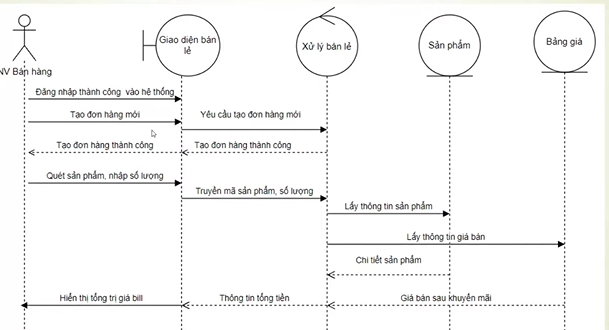 Giao diện bán
lẻ
Xử lý bán lẻ
Sản phẩm
Bảng giá
NV Bán hàng
Đăng nhập thành công vào hệ thống
Tạo đơn hàng mới
Yêu cầu tạo đơn hàng mới
Tạo đơn hàng thành công
Tạo đơn hàng thành công
Quét sản phẩm, nhập số lượng
Truyền mã sản phẩm, số lượng
Lấy thông tin sản phẩm
Lấy thông tin giá bán
Chi tiết sản phẩm
Hiển thị tổng trị giá bill
Thông tin tổng tiền
Giá bán sau khuyến mãi